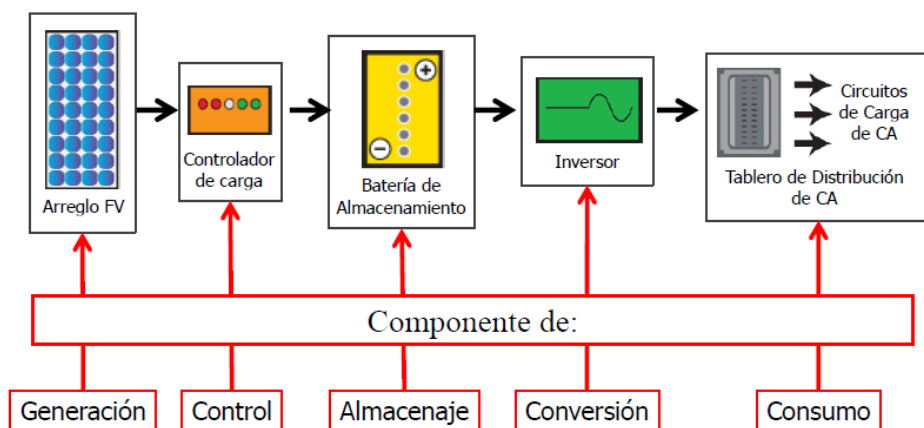 Arreglo FV
Controlador
de carga
+
−
Batería de
Almacenamiento
Inversor
Circuitos
de Carga
de CA
Tablero de Distribución
de CA
Componente de:
Generación
Control
Almacenaje
Conversión
Consumo